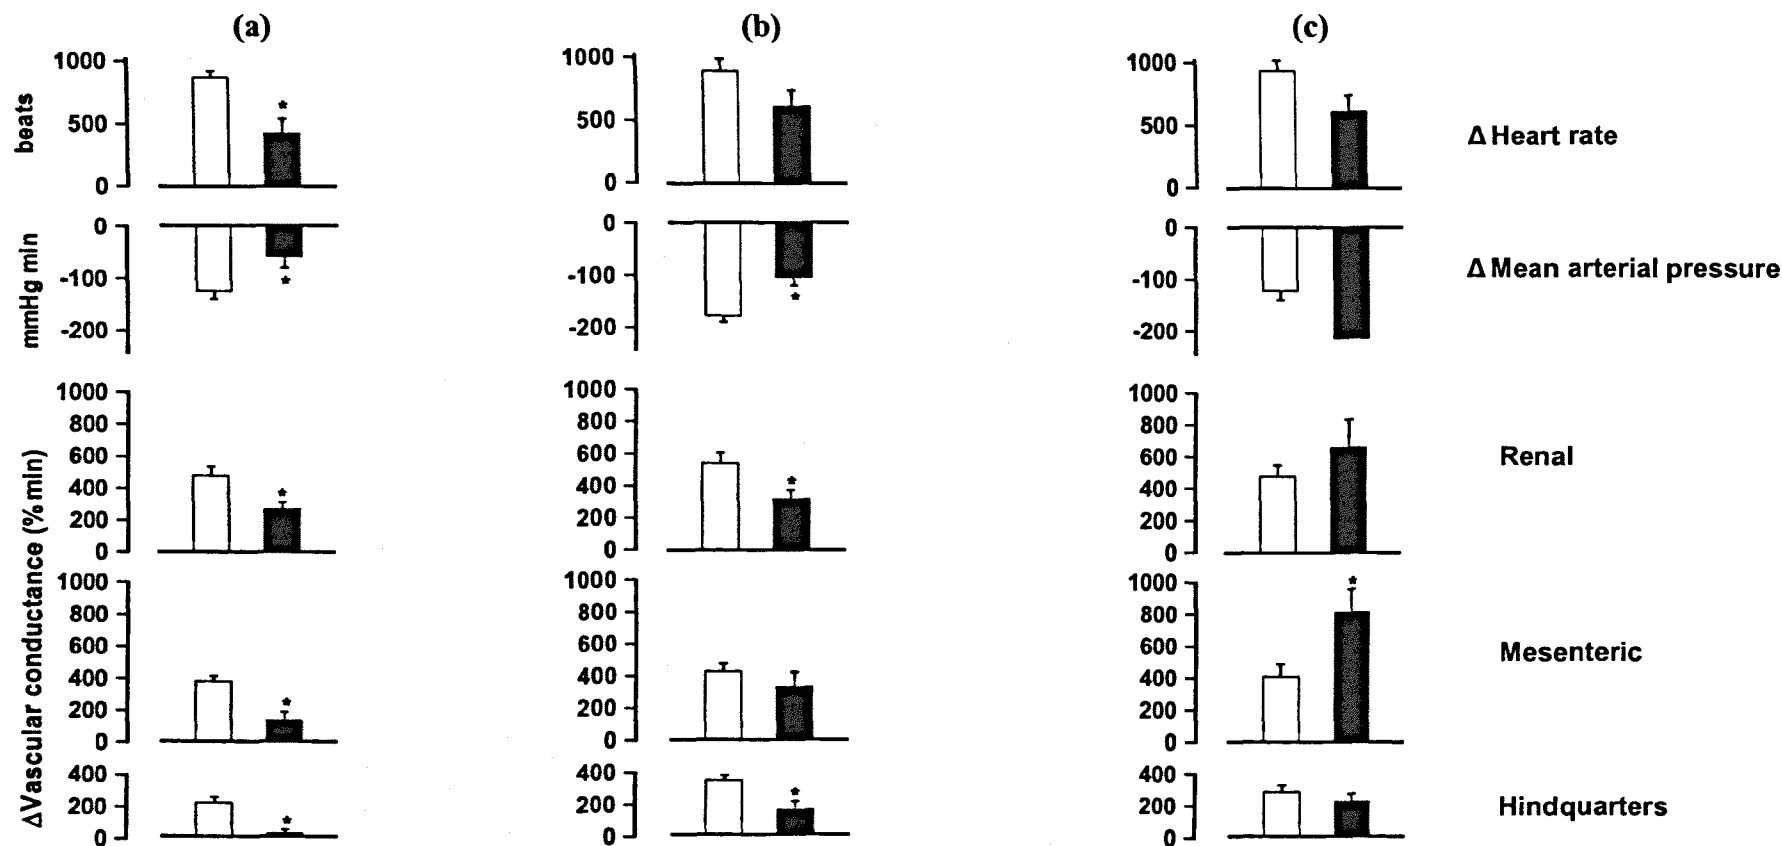 (a) (b) (c)
1000 1000 1000
beats
500 500 500
Δ Heart rate
0 0 0
0 0 0
mmHg min
-100 -100 -100
Δ Mean arterial pressure
-200 -200 -200
* * *
* * * * * * *
ΔVascular conductance (% min)
1000 1000 1000
800 800 800
600 600 600
Renal
400 400 400
200 200 200
0 0 0
1000 1000 1000
800 800 800
600 600 600
Mesenteric
400 400 400
200 200 200
0 0 0
400 400 400
200 200 200
Hindquarters
0 0 0